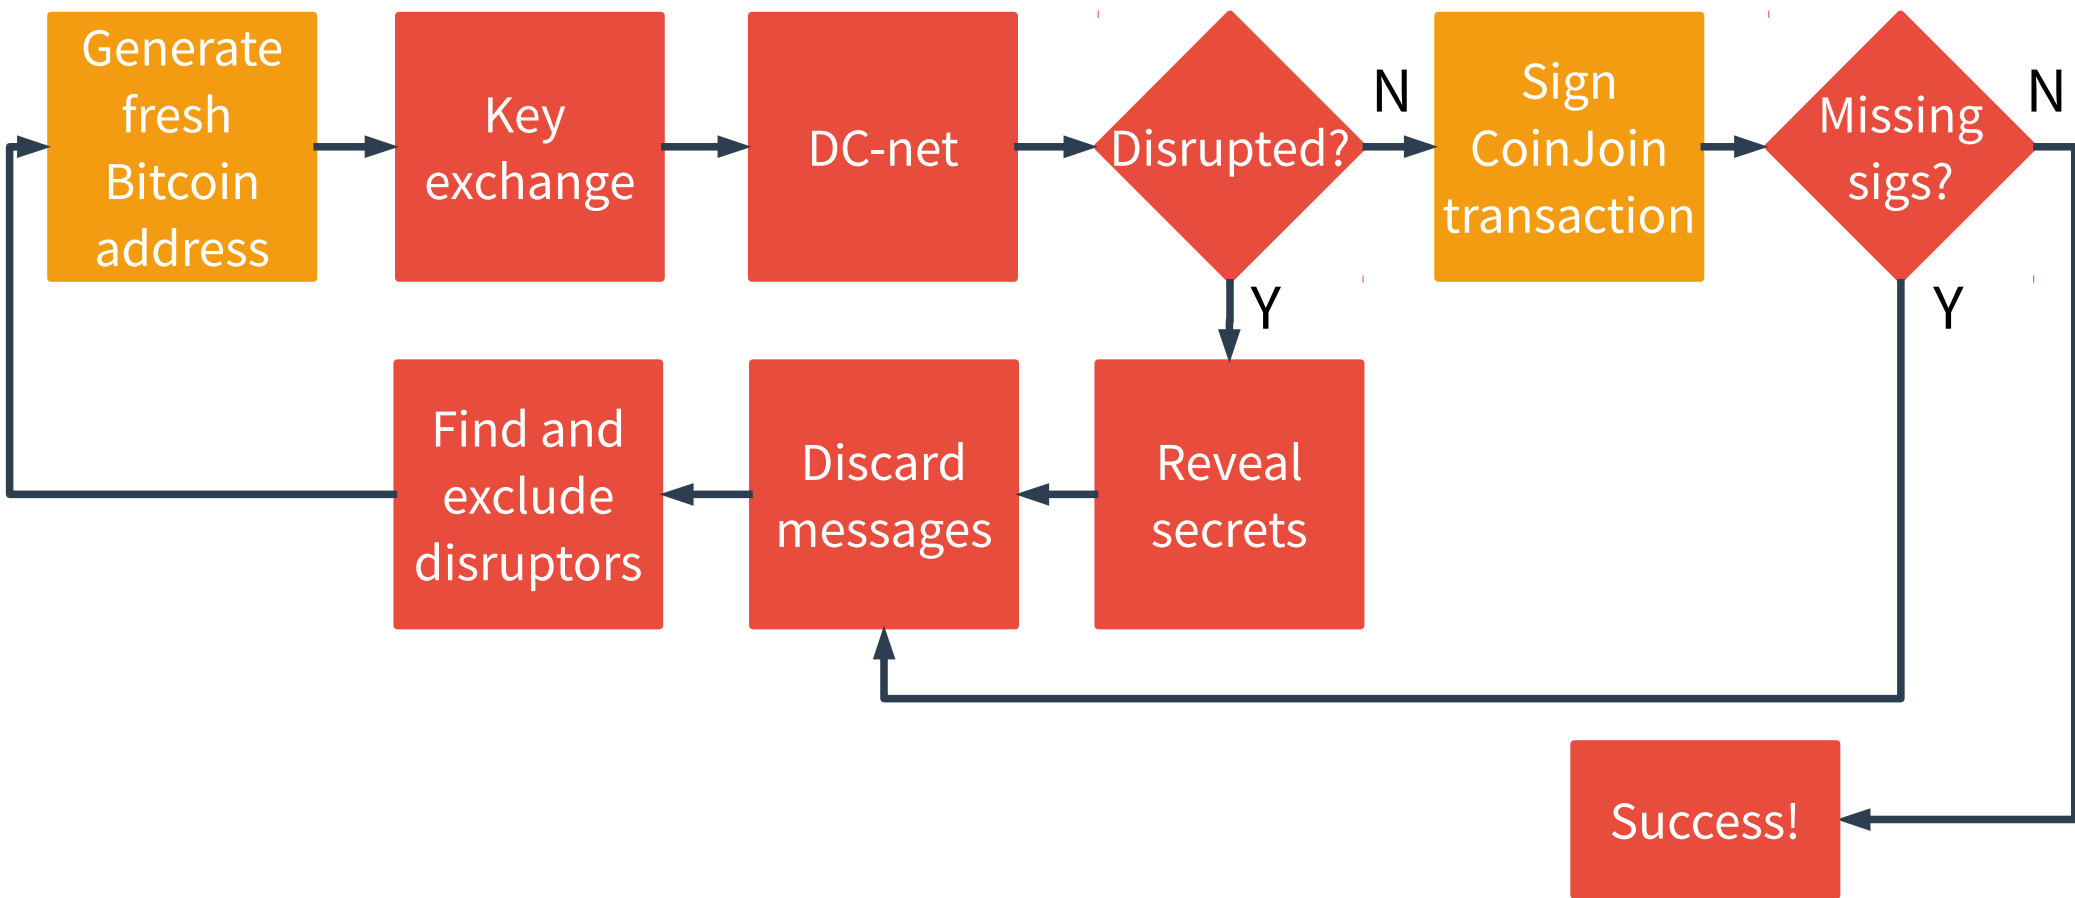 Generate
fresh
Bitcoin
address
Key
exchange
DC-net
Disrupted?
N
Sign
CoinJoin
transaction
Missing
sigs?
N
Y
Y
Find and
exclude
disruptors
Discard
messages
Reveal
secrets
Success!